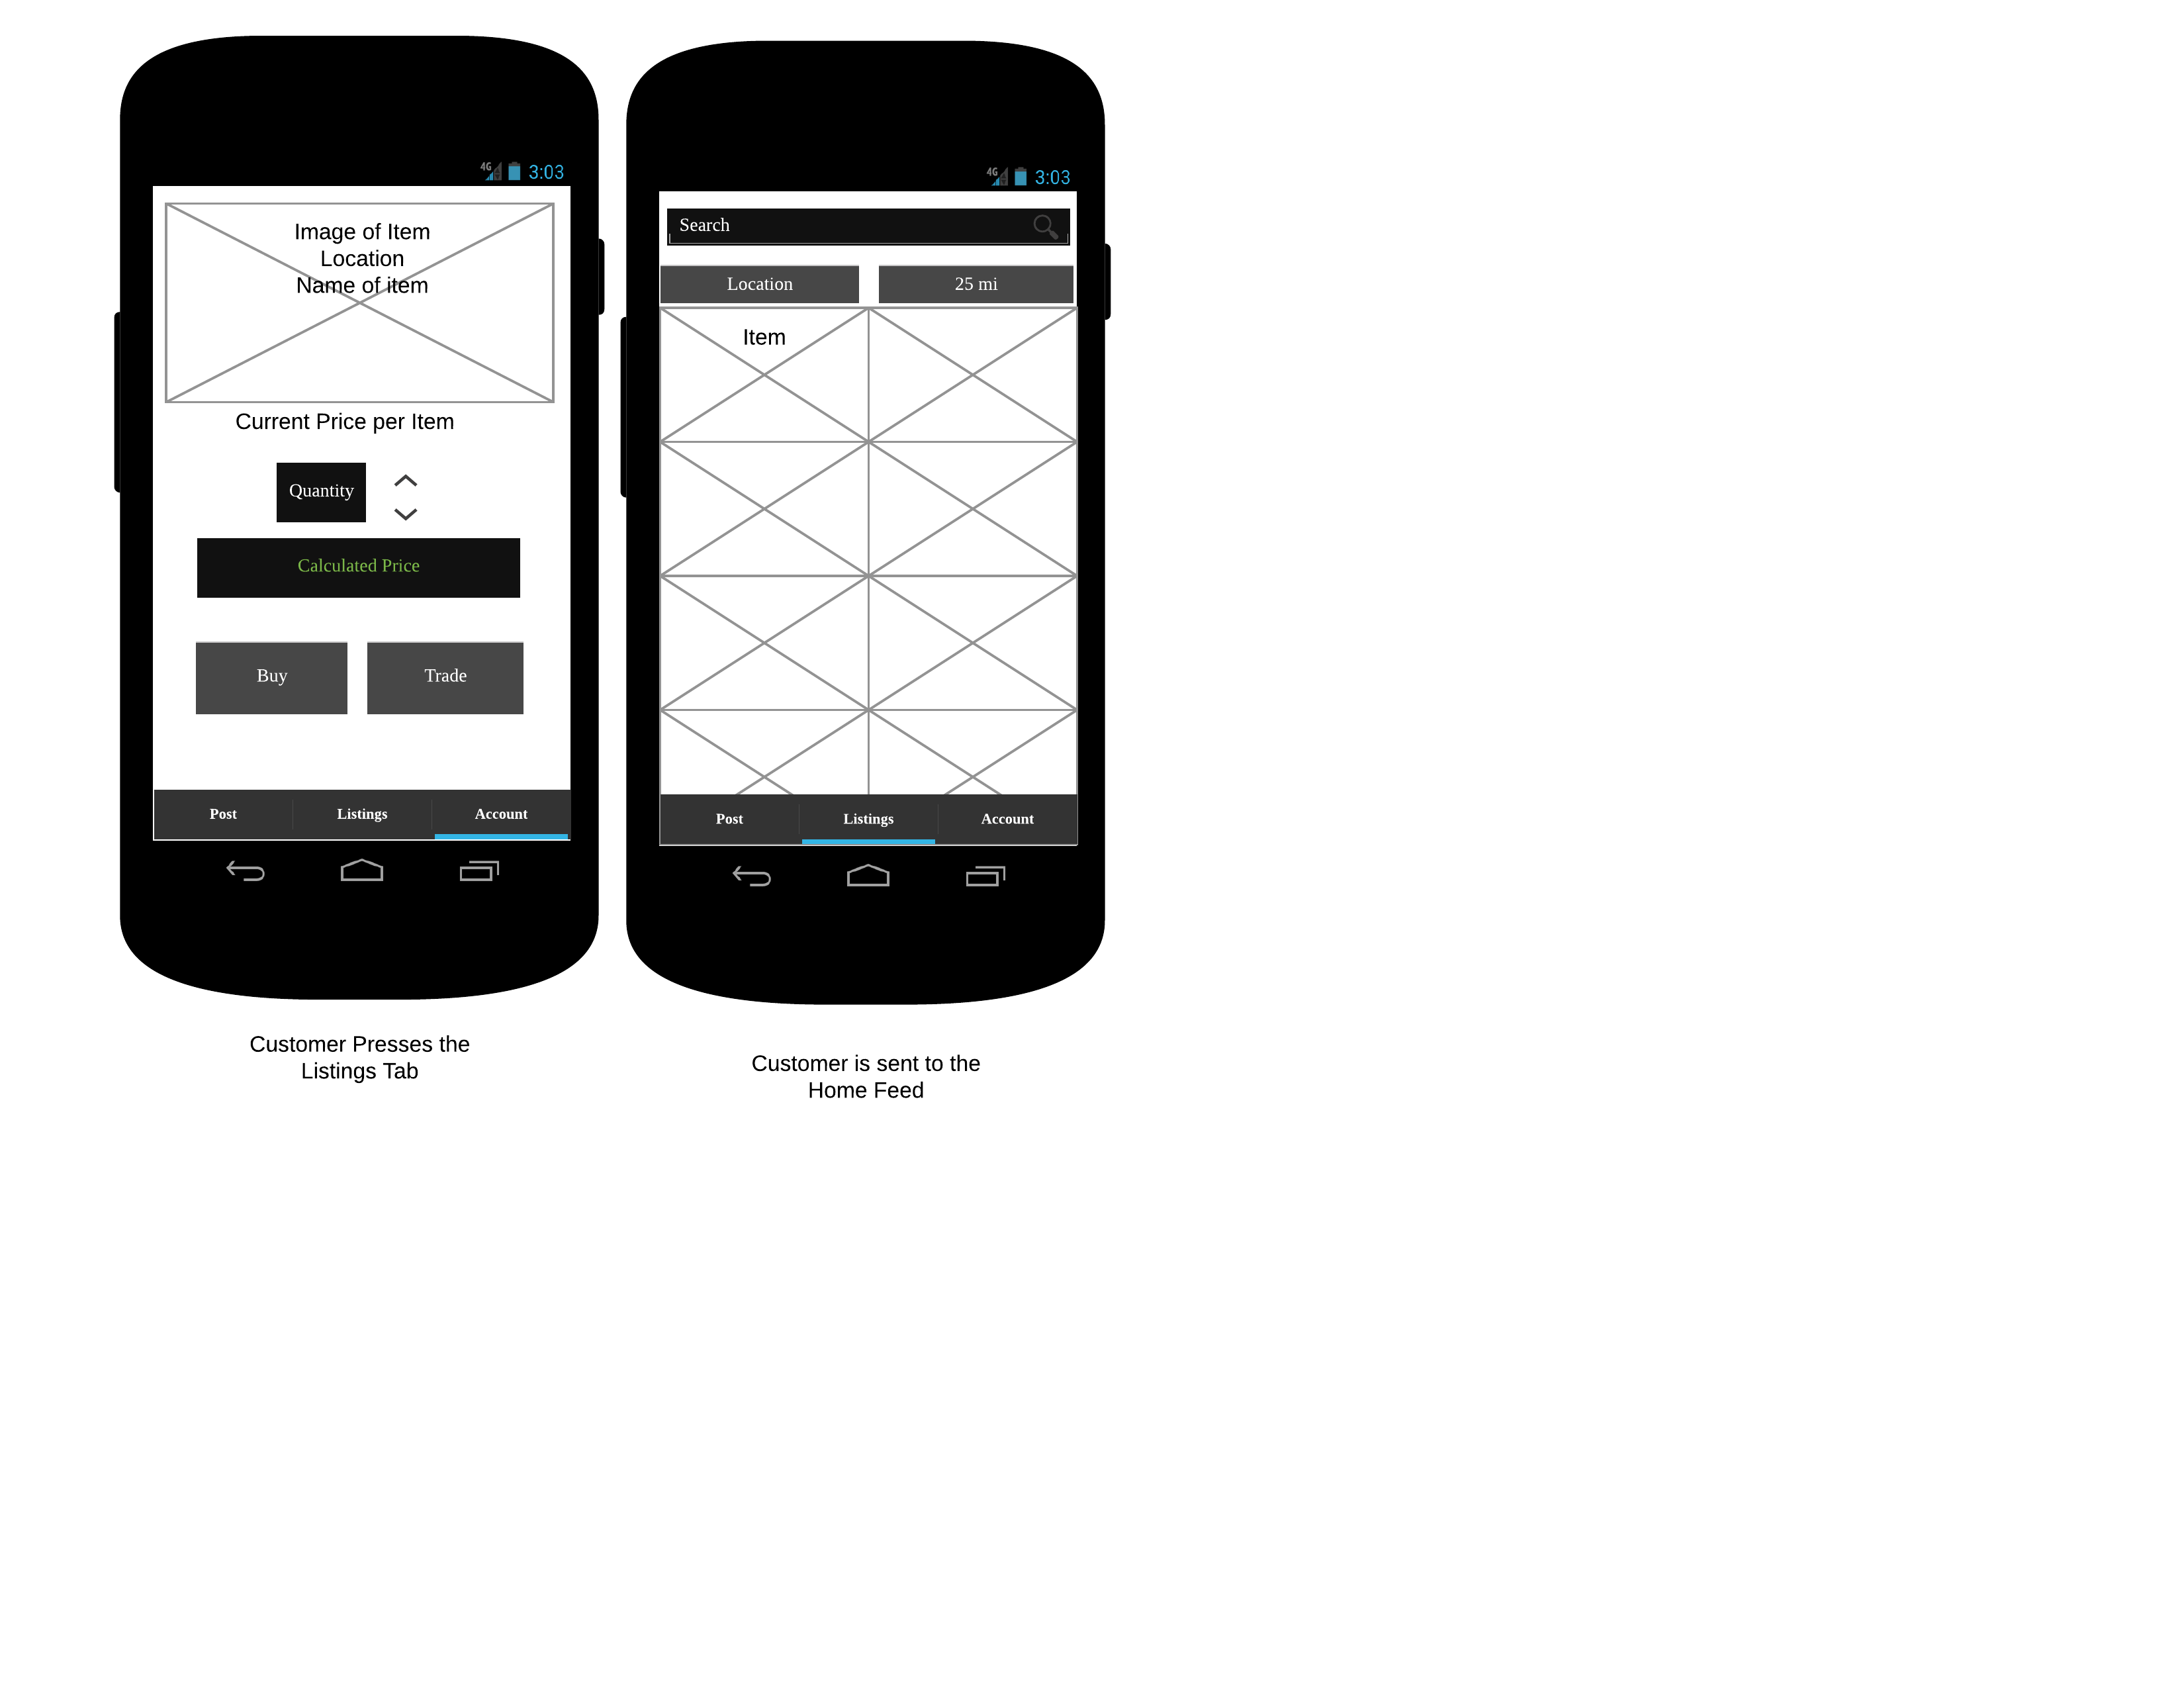 4G 3:03
Image of Item
Location
Name of item
Current Price per Item
Quantity
Calculated Price
Buy Trade
Post Listings Account
Customer Presses the
Listings Tab
4G 3:03
Search
Location 25 mi
Item
Post Listings Account
Customer is sent to the
Home Feed